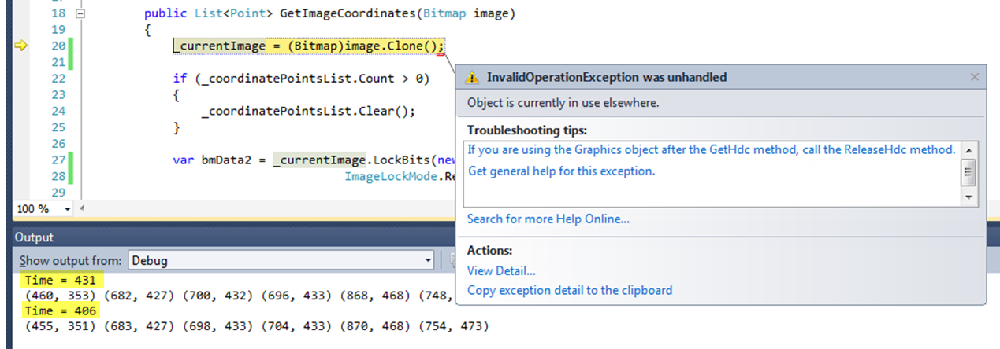 18 public List<Point> GetImageCoordinates(Bitmap image)
19 {
20 _currentImage = (Bitmap)image.Clone();
21
22 if (_coordinatePointsList.Count > 0)
23 {
24 _coordinatePointsList.Clear();
25 }
26
27 var bmData2 = _currentImage.LockBits(new
28 ImageLockMode.Re
29
100 %
InvalidOperationException was unhandled
Object is currently in use elsewhere.
Troubleshooting tips:
If you are using the Graphics object after the GetHdc method, call the ReleaseHdc method.
Get general help for this exception.
Search for more Help Online...
Actions:
View Detail...
Copy exception detail to the clipboard
Output
Show output from: Debug
Time = 431
(460, 353) (682, 427) (700, 432) (696, 433) (868, 468) (748,
Time = 406
(455, 351) (683, 427) (698, 433) (704, 433) (870, 468) (754, 473)